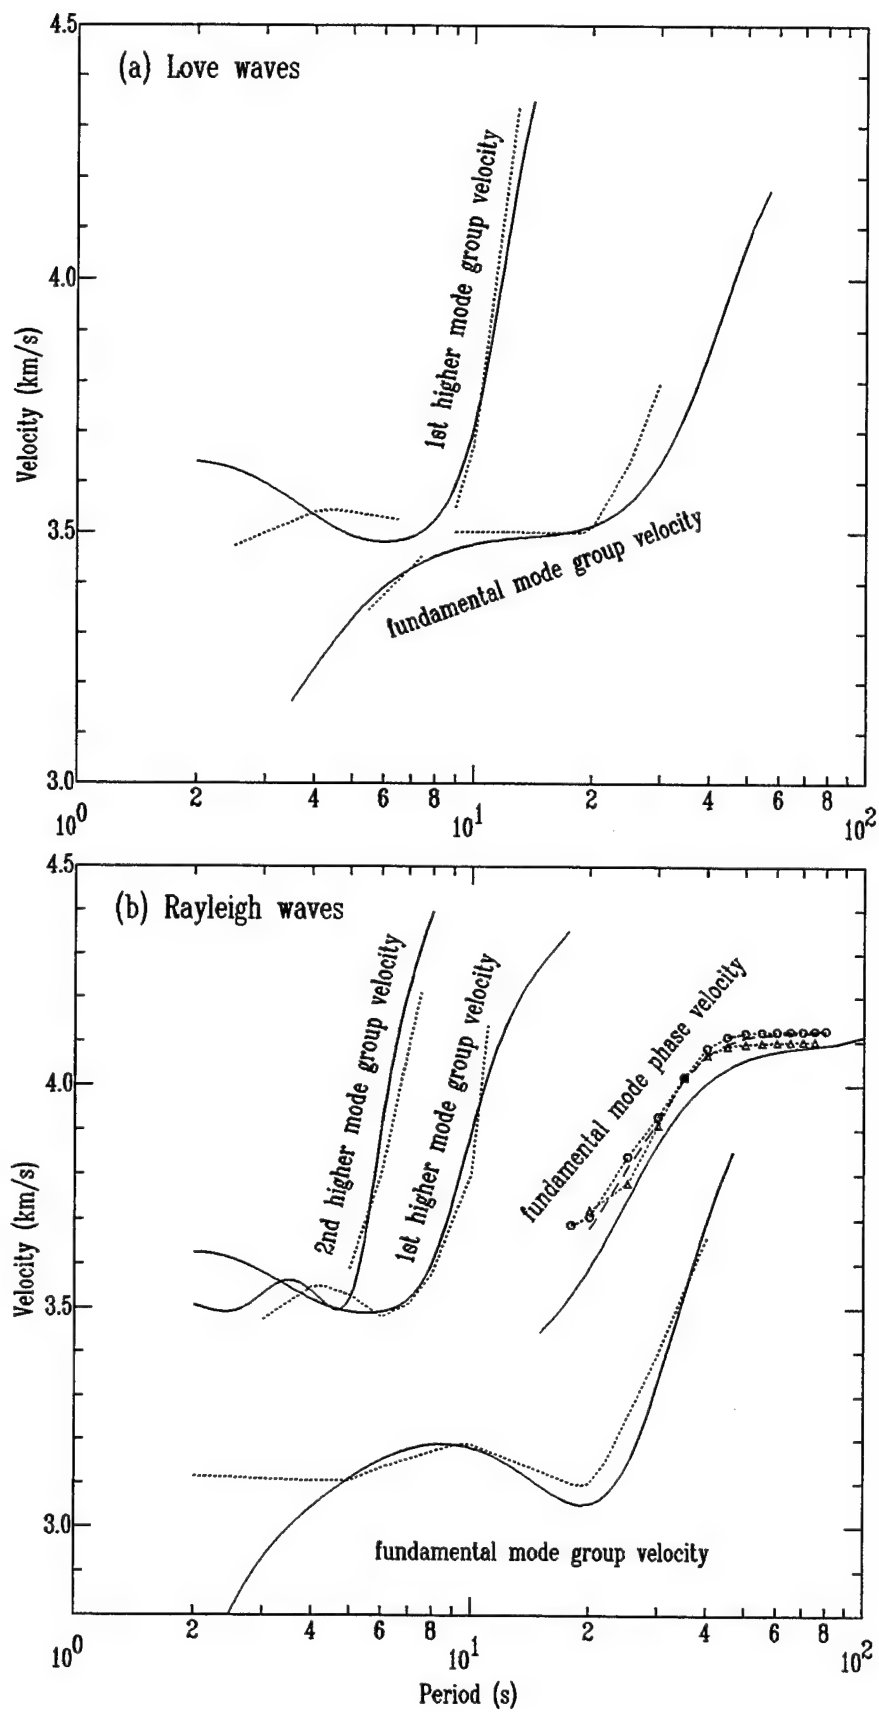 4.5
(a) Love waves
1st higher mode group velocity
4.0
Velocity (km/s)
3.5
fundamental mode group velocity
3.0
2 4 6 8 2 4 6 8
10^0 10^1 10^2
4.5
(b) Rayleigh waves
2nd higher mode group velocity
1st higher mode group velocity
fundamental mode phase velocity
4.0
Velocity (km/s)
3.5
3.0
fundamental mode group velocity
2 4 6 8 2 4 6 8
10^0 10^1 10^2
Period (s)